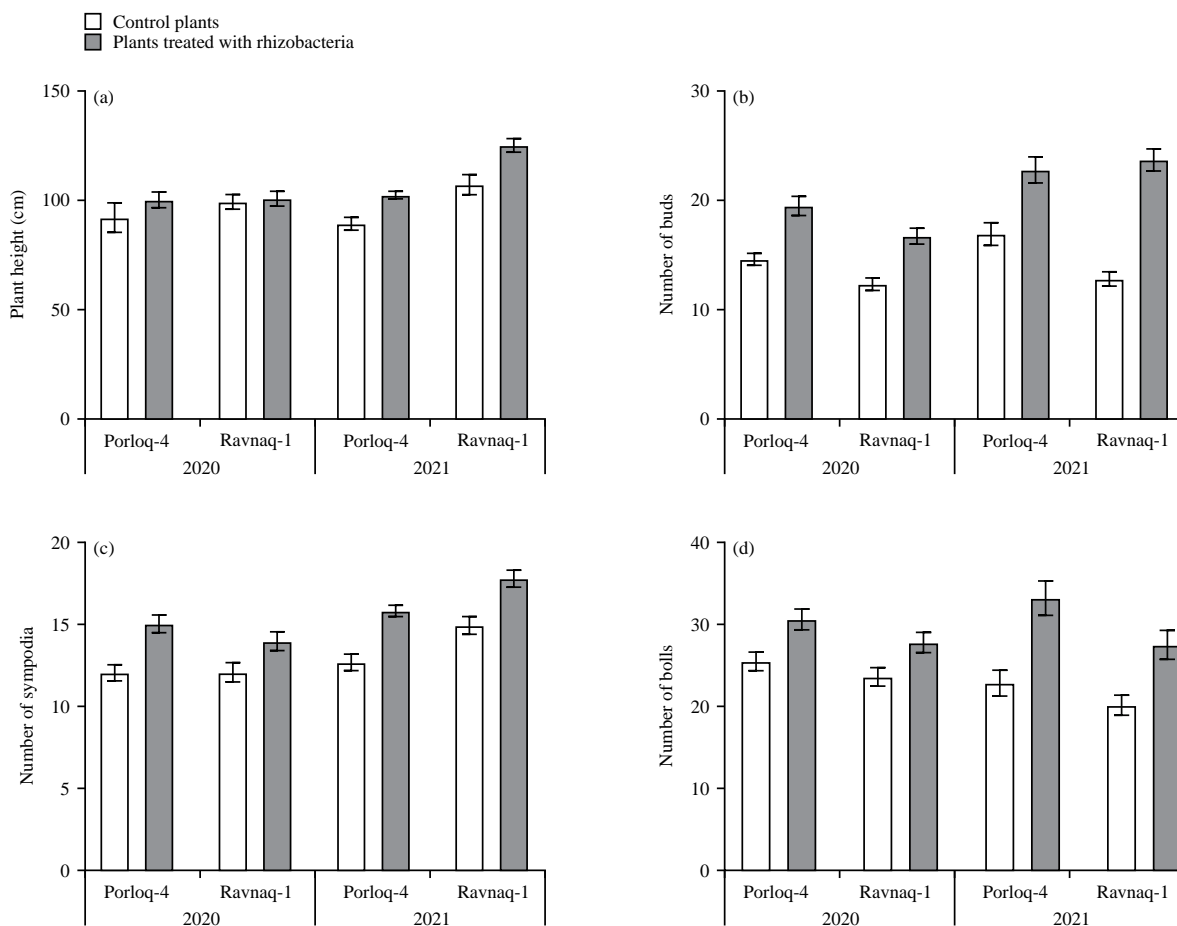 Control plants
Plants treated with rhizobacteria
(a)
150
100
50
0
Plant height (cm)
Porloq-4 Ravnaq-1 Porloq-4 Ravnaq-1
2020 2021
(b)
30
20
10
0
Number of buds
Porloq-4 Ravnaq-1 Porloq-4 Ravnaq-1
2020 2021
(c)
20
15
10
5
0
Number of sympodia
Porloq-4 Ravnaq-1 Porloq-4 Ravnaq-1
2020 2021
(d)
40
30
20
10
0
Number of bolls
Porloq-4 Ravnaq-1 Porloq-4 Ravnaq-1
2020 2021